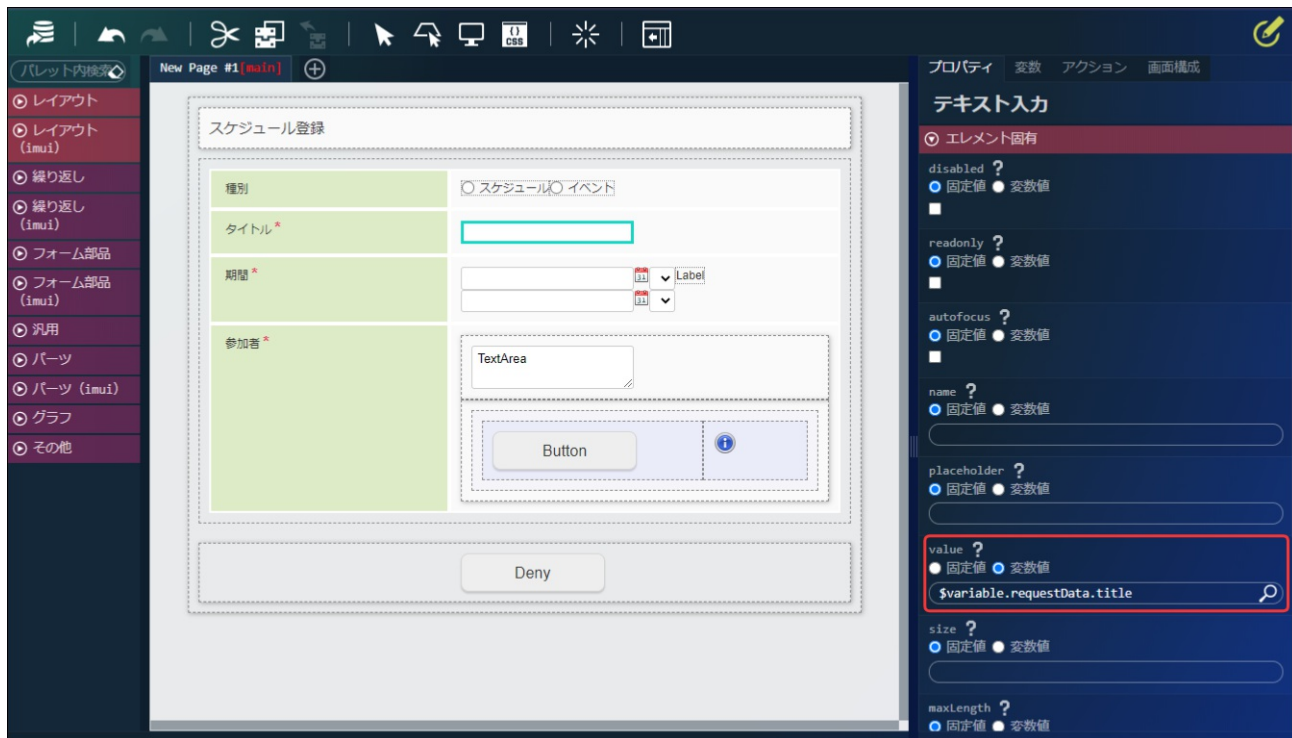 CSS
パレット内検索
New Page #1[main]
プロパティ 変数 アクション 画面構成
レイアウト
レイアウト
(imui)
繰り返し
繰り返し
(imui)
フォーム部品
フォーム部品
(imui)
汎用
パーツ
パーツ (imui)
グラフ
その他
スケジュール登録
種別
スケジュール イベント
タイトル *
期間 *
31
Label
31
参加者 *
TextArea
Button
Deny
テキスト入力
エレメント固有
disabled ?
固定値 変数値
readonly ?
固定値 変数値
autofocus ?
固定値 変数値
name ?
固定値 変数値
placeholder ?
固定値 変数値
value ?
固定値 変数値
$variable.requestData.title
size ?
固定値 変数値
maxLength ?
固定値 変数値